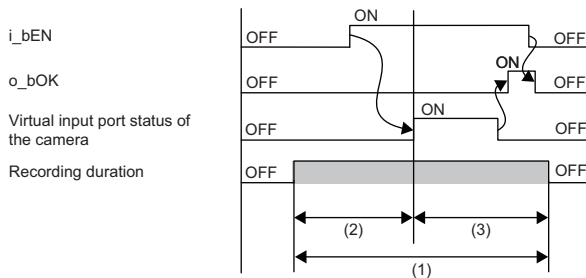 i_bEN
OFF
ON
OFF
o_bOK
OFF
ON
OFF
Virtual input port status of
the camera
OFF
ON
OFF
Recording duration
OFF
OFF
(2)
(3)
(1)